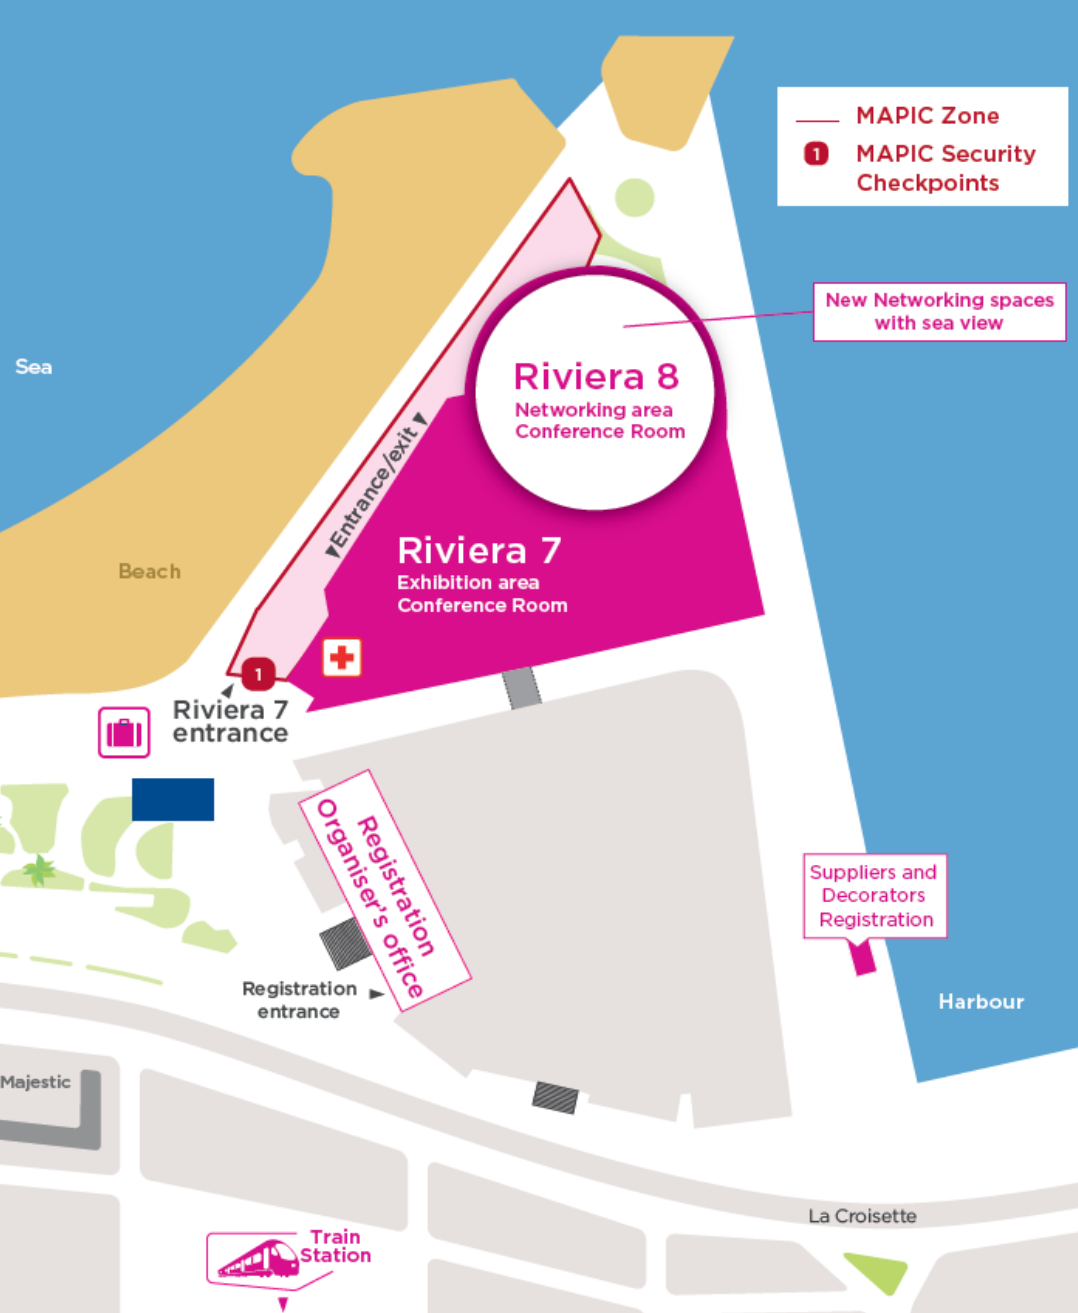 MAPIC Zone
1
MAPIC Security
Checkpoints
New Networking spaces
with sea view
Sea
Riviera 8
Networking area
Conference Room
Entrance/exit
Riviera 7
Exhibition area
Conference Room
Beach
1
Riviera 7
entrance
Registration
Organiser's office
Suppliers and
Decorators
Registration
Registration
entrance
Harbour
Majestic
La Croisette
Train
Station